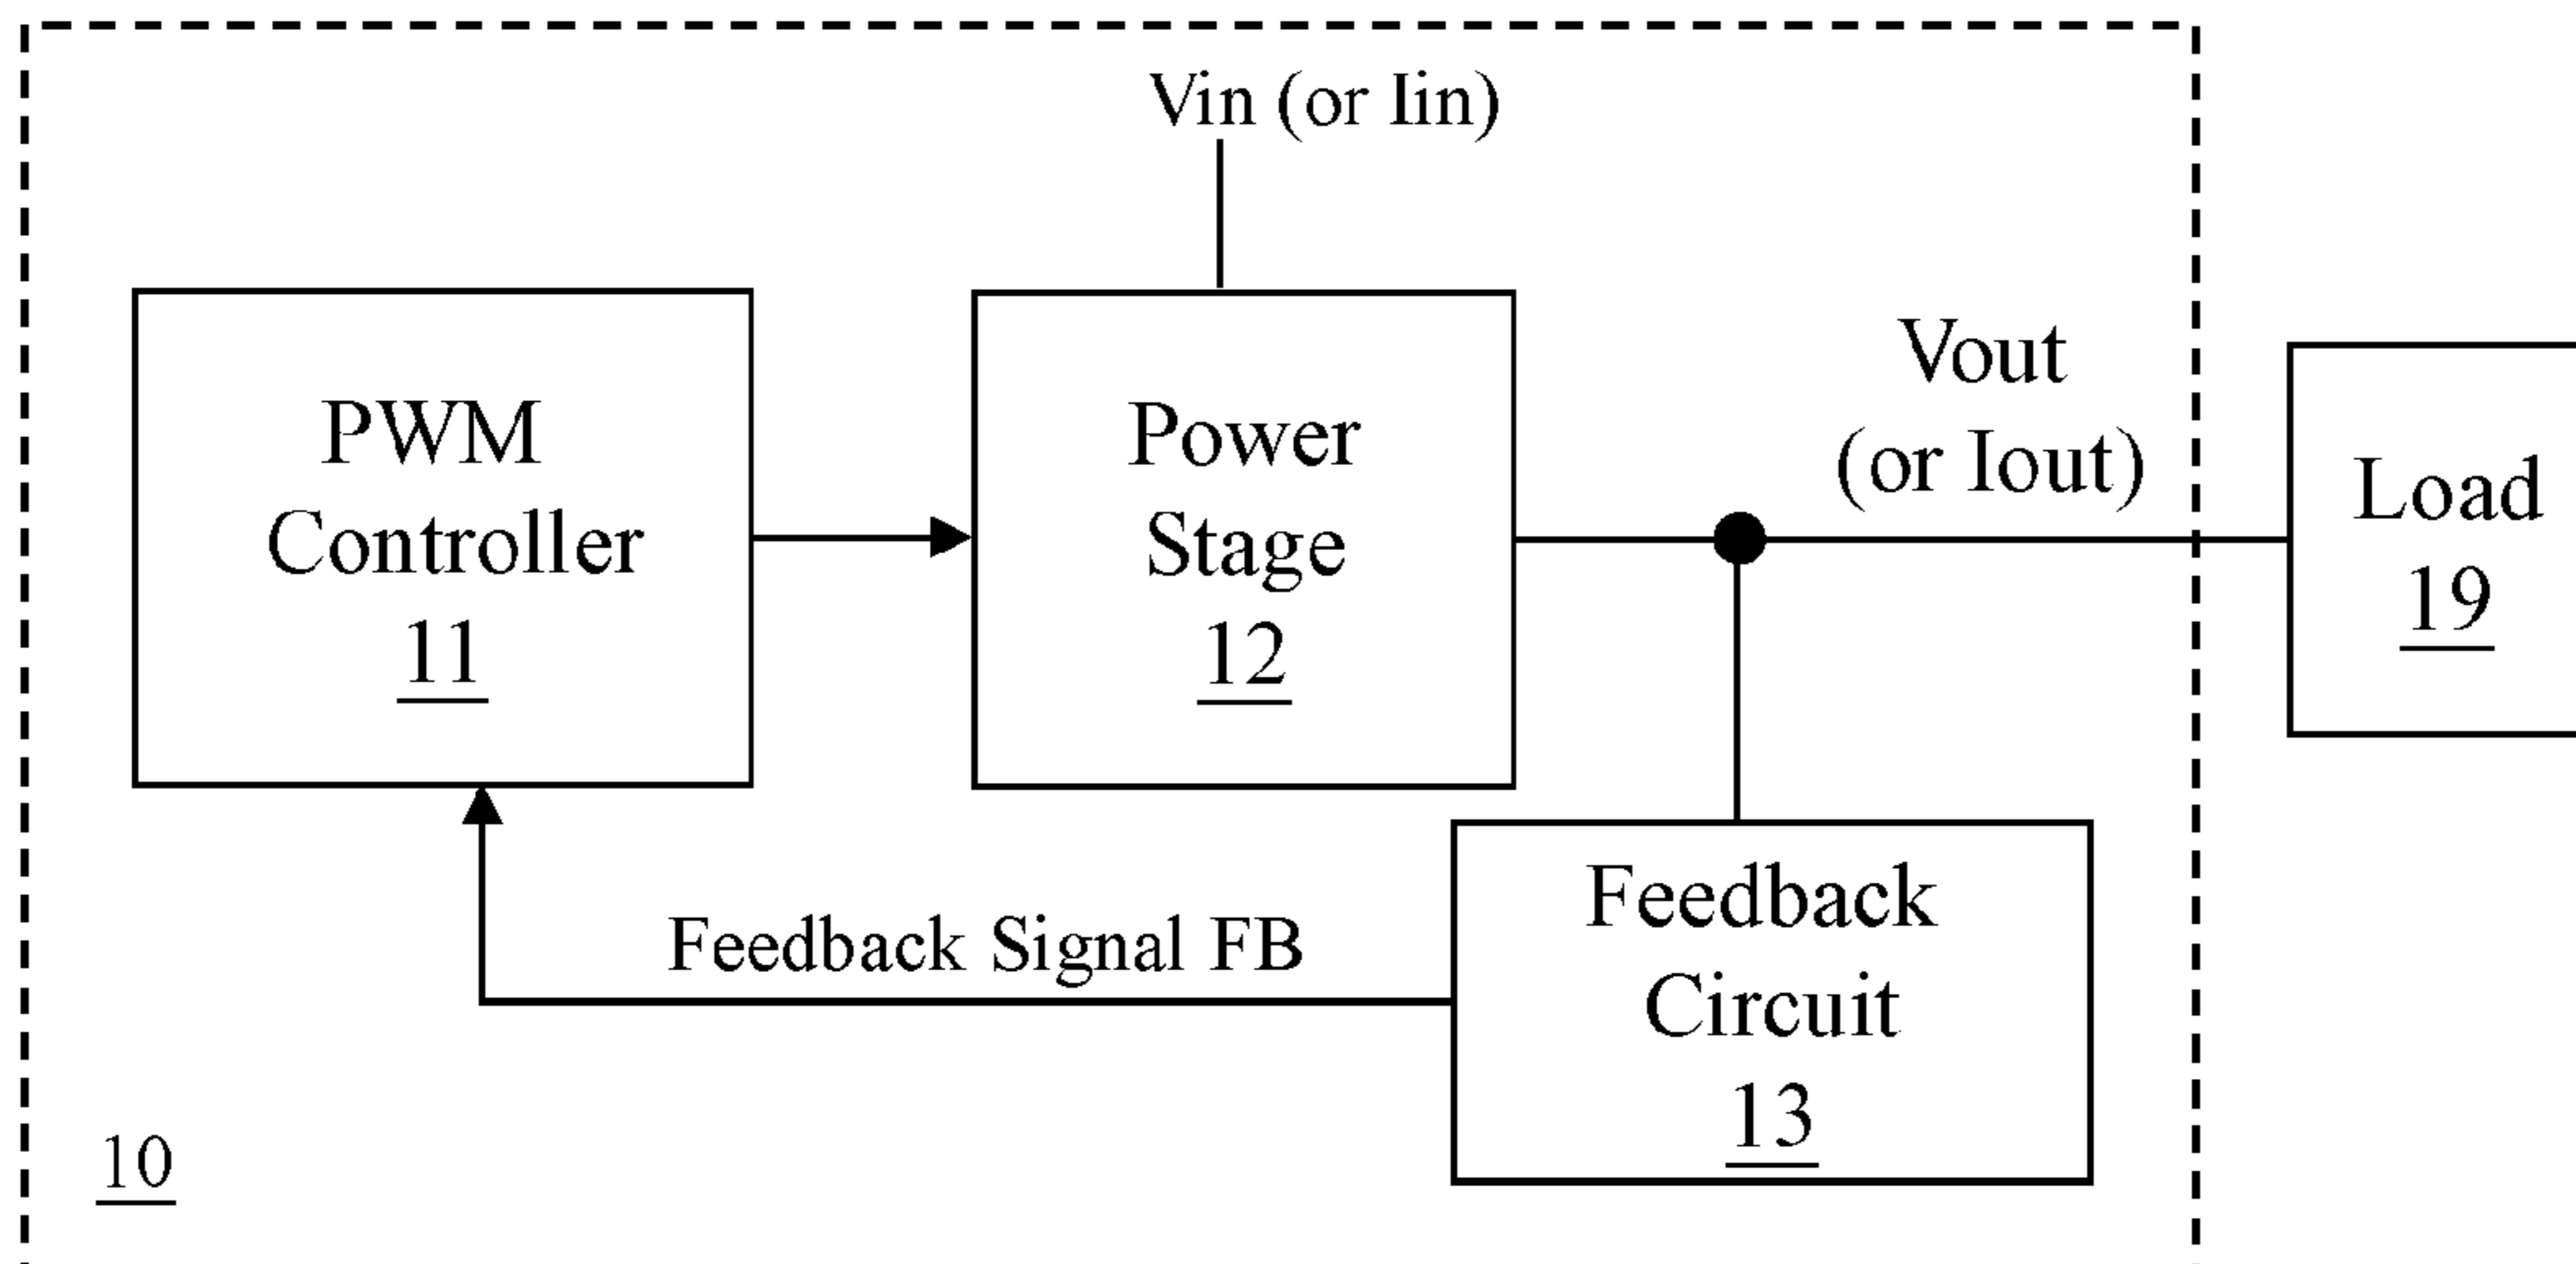 Vin (or Iin)
PWM
Controller
11
Power
Stage
12
Vout
(or Iout)
Load
19
Feedback Signal FB
Feedback
Circuit
13
10